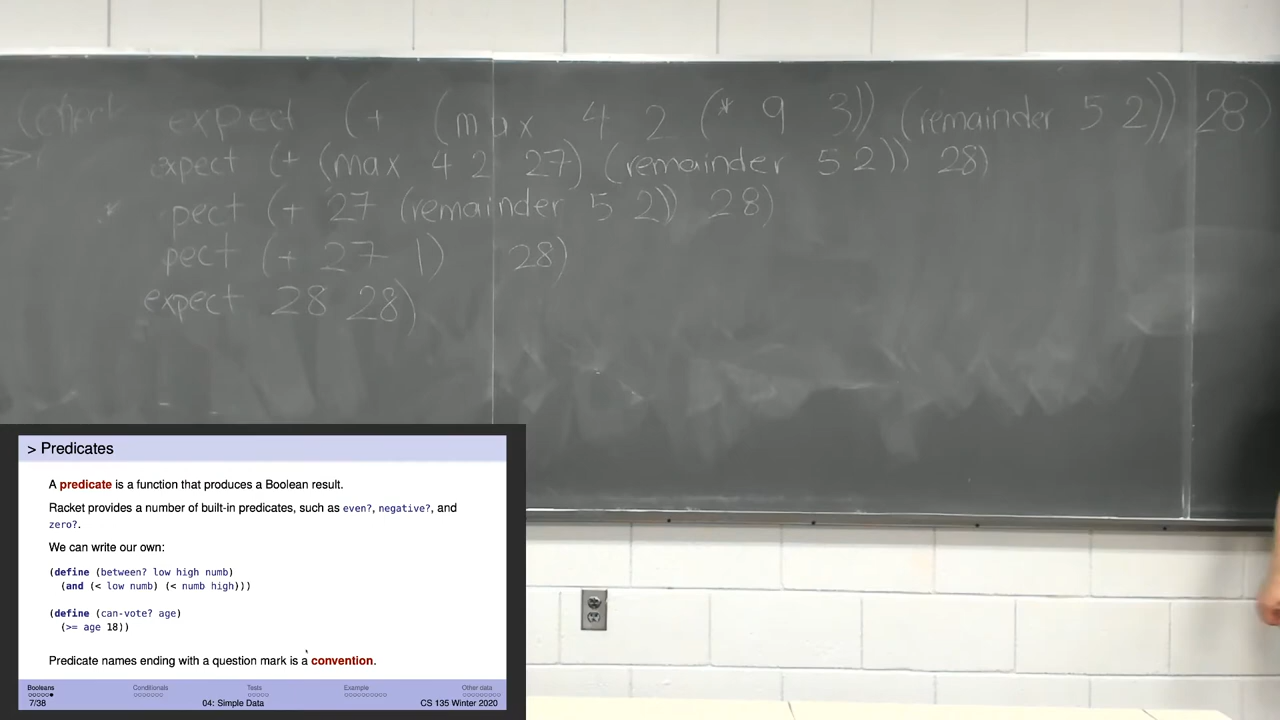 expect (+ (max 4 2 (* 9 3)) (remainder 5 2)) 28)
expect (+ (max 4 2 27) (remainder 5 2)) 28)
pect (+ 27 (remainder 5 2)) 28)
pect (+ 27 1) 28)
expect 28 28)
> Predicates
A predicate is a function that produces a Boolean result.
Racket provides a number of built-in predicates, such as even?, negative?, and
zero?.
We can write our own:
(define (between? low high numb)
(and (< low numb) (< numb high)))
(define (can-vote? age)
(>= age 18))
Predicate names ending with a question mark is a convention.
Booleans Conditionals Tests Example Other data
7/38 04: Simple Data CS 135 Winter 2020